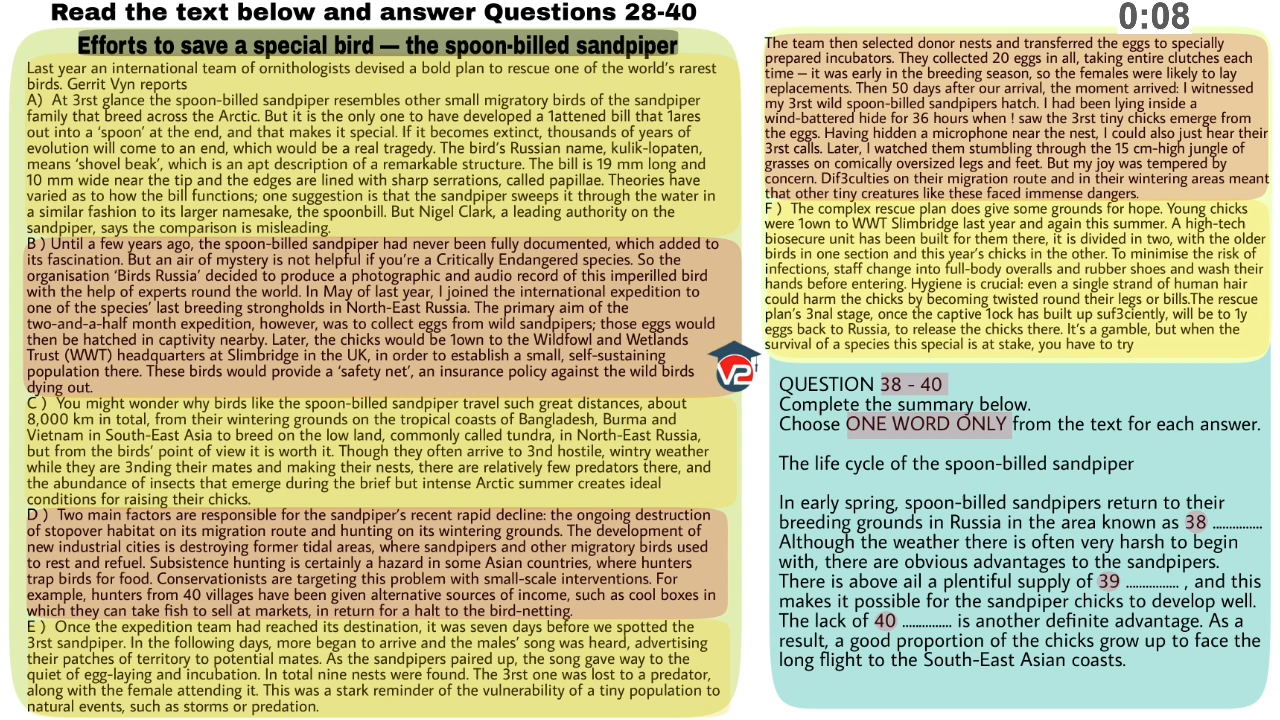 Read the text below and answer Questions 28-40
0:08
Efforts to save a special bird — the spoon-billed sandpiper
Last year an international team of ornithologists devised a bold plan to rescue one of the world's rarest
birds. Gerrit Vyn reports
A) At 3rst glance the spoon-billed sandpiper resembles other small migratory birds of the sandpiper
family that breed across the Arctic. But it is the only one to have developed a 1attened bill that 1ares
out into a 'spoon' at the end, and that makes it special. If it becomes extinct, thousands of years of
evolution will come to an end, which would be a real tragedy. The bird's Russian name, kulik-lopaten,
means 'shovel beak', which is an apt description of a remarkable structure. The bill is 19 mm long and
10 mm wide near the tip and the edges are lined with sharp serrations, called papillae. Theories have
varied as to how the bill functions; one suggestion is that the sandpiper sweeps it through the water in
a similar fashion to its larger namesake, the spoonbill. But Nigel Clark, a leading authority on the
sandpiper, says the comparison is misleading.
B ) Until a few years ago, the spoon-billed sandpiper had never been fully documented, which added to
its fascination. But an air of mystery is not helpful if you're a Critically Endangered species. So the
organisation 'Birds Russia' decided to produce a photographic and audio record of this imperilled bird
with the help of experts round the world. In May of last year, I joined the international expedition to
one of the species' last breeding strongholds in North-East Russia. The primary aim of the
two-and-a-half month expedition, however, was to collect eggs from wild sandpipers; those eggs would
then be hatched in captivity nearby. Later, the chicks would be 1own to the Wildfowl and Wetlands
Trust (WWT) headquarters at Slimbridge in the UK, in order to establish a small, self-sustaining
population there. These birds would provide a 'safety net', an insurance policy against the wild birds
dying out.
C ) You might wonder why birds like the spoon-billed sandpiper travel such great distances, about
8,000 km in total, from their wintering grounds on the tropical coasts of Bangladesh, Burma and
Vietnam in South-East Asia to breed on the low land, commonly called tundra, in North-East Russia,
but from the birds' point of view it is worth it. Though they often arrive to 3nd hostile, wintry weather
while they are 3nding their mates and making their nests, there are relatively few predators there, and
the abundance of insects that emerge during the brief but intense Arctic summer creates ideal
conditions for raising their chicks.
D ) Two main factors are responsible for the sandpiper's recent rapid decline: the ongoing destruction
of stopover habitat on its migration route and hunting on its wintering grounds. The development of
new industrial cities is destroying former tidal areas, where sandpipers and other migratory birds used
to rest and refuel. Subsistence hunting is certainly a hazard in some Asian countries, where hunters
trap birds for food. Conservationists are targeting this problem with small-scale interventions. For
example, hunters from 40 villages have been given alternative sources of income, such as cool boxes in
which they can take fish to sell at markets, in return for a halt to the bird-netting.
E ) Once the expedition team had reached its destination, it was seven days before we spotted the
3rst sandpiper. In the following days, more began to arrive and the males' song was heard, advertising
their patches of territory to potential mates. As the sandpipers paired up, the song gave way to the
quiet of egg-laying and incubation. In total nine nests were found. The 3rst one was lost to a predator,
along with the female attending it. This was a stark reminder of the vulnerability of a tiny population to
natural events, such as storms or predation.
The team then selected donor nests and transferred the eggs to specially
prepared incubators. They collected 20 eggs in all, taking entire clutches each
time – it was early in the breeding season, so the females were likely to lay
replacements. Then 50 days after our arrival, the moment arrived: I witnessed
my 3rst wild spoon-billed sandpipers hatch. I had been lying inside a
wind-battered hide for 36 hours when ! saw the 3rst tiny chicks emerge from
the eggs. Having hidden a microphone near the nest, I could also just hear their
3rst calls. Later, I watched them stumbling through the 15 cm-high jungle of
grasses on comically oversized legs and feet. But my joy was tempered by
concern. Dif3culties on their migration route and in their wintering areas meant
that other tiny creatures like these faced immense dangers.
F ) The complex rescue plan does give some grounds for hope. Young chicks
were 1own to WWT Slimbridge last year and again this summer. A high-tech
biosecure unit has been built for them there, it is divided in two, with the older
birds in one section and this year's chicks in the other. To minimise the risk of
infections, staff change into full-body overalls and rubber shoes and wash their
hands before entering. Hygiene is crucial: even a single strand of human hair
could harm the chicks by becoming twisted round their legs or bills.The rescue
plan's 3nal stage, once the captive 1ock has built up suf3ciently, will be to 1y
eggs back to Russia, to release the chicks there. It's a gamble, but when the
survival of a species this special is at stake, you have to try
V2
QUESTION 38 - 40
Complete the summary below.
Choose ONE WORD ONLY from the text for each answer.
The life cycle of the spoon-billed sandpiper
In early spring, spoon-billed sandpipers return to their
breeding grounds in Russia in the area known as 38 ...............
Although the weather there is often very harsh to begin
with, there are obvious advantages to the sandpipers.
There is above ail a plentiful supply of 39 ............... , and this
makes it possible for the sandpiper chicks to develop well.
The lack of 40 .............. is another definite advantage. As a
result, a good proportion of the chicks grow up to face the
long flight to the South-East Asian coasts.